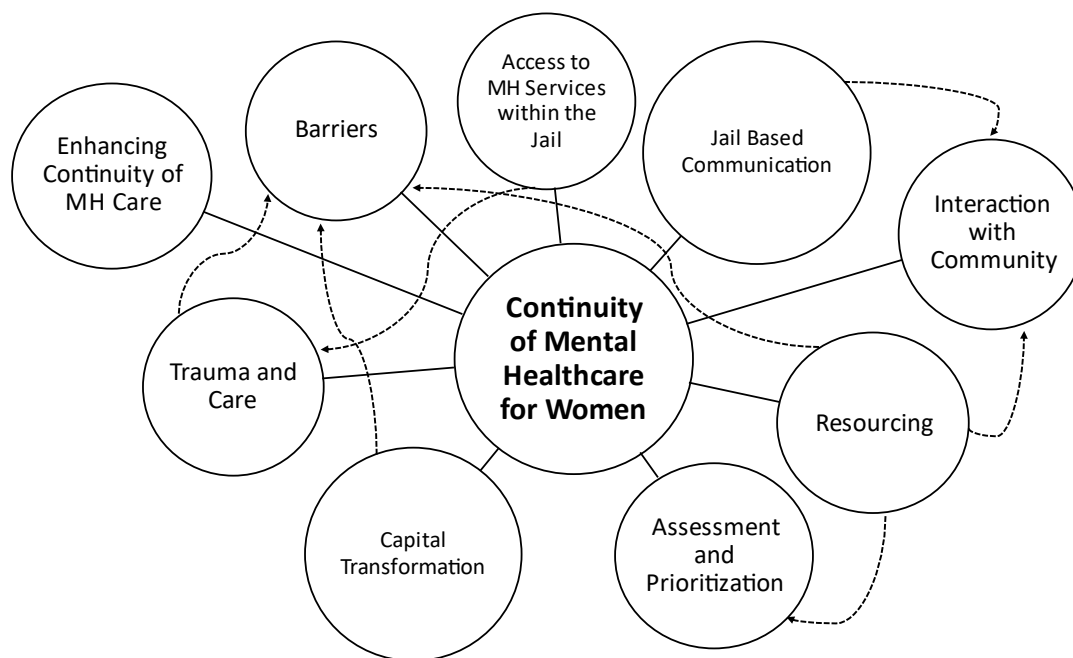 Access to
MH Services
within the
Jail
Barriers
Jail Based
Communication
Enhancing
Continuity of
MH Care
Interaction
with
Community
Continuity
of Mental
Healthcare
for Women
Trauma and
Care
Resourcing
Capital
Transformation
Assessment
and
Prioritization